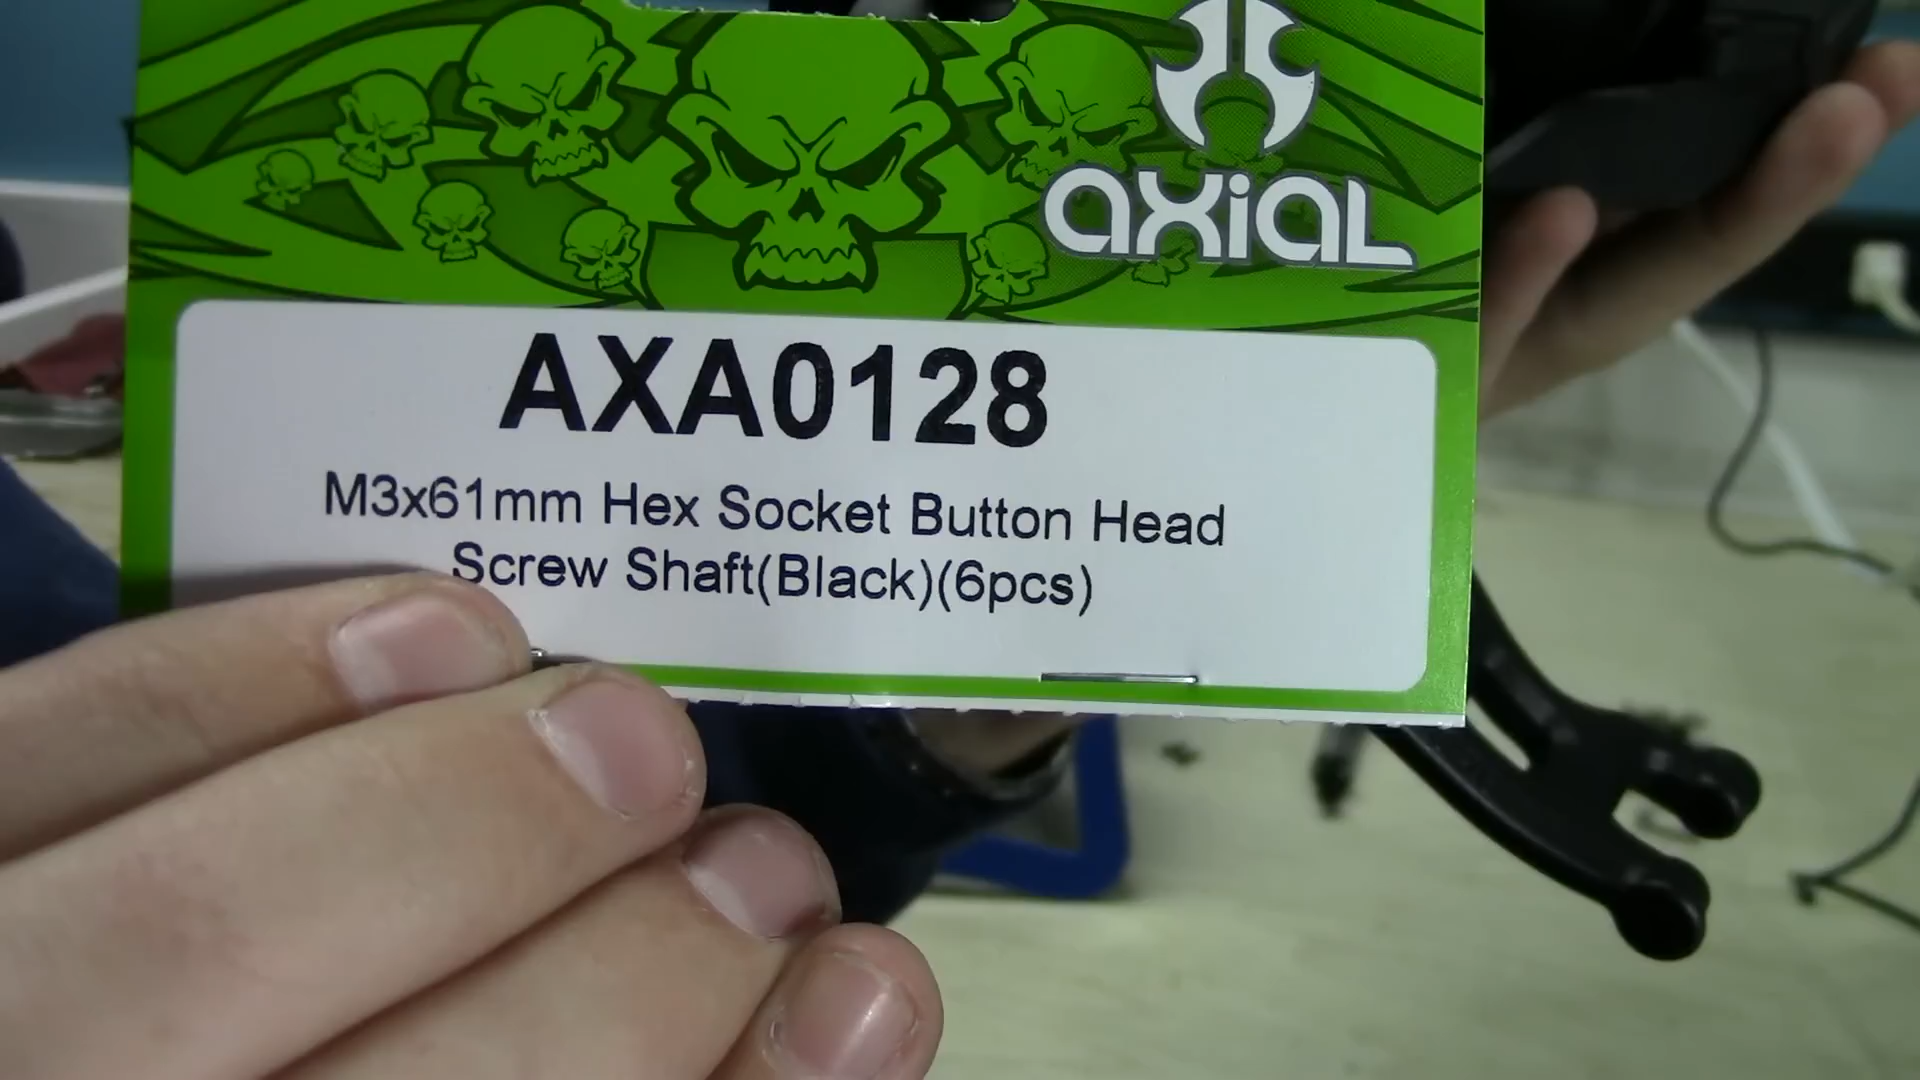 axial
AXA0128
M3x61mm Hex Socket Button Head
Screw Shaft(Black)(6pcs)